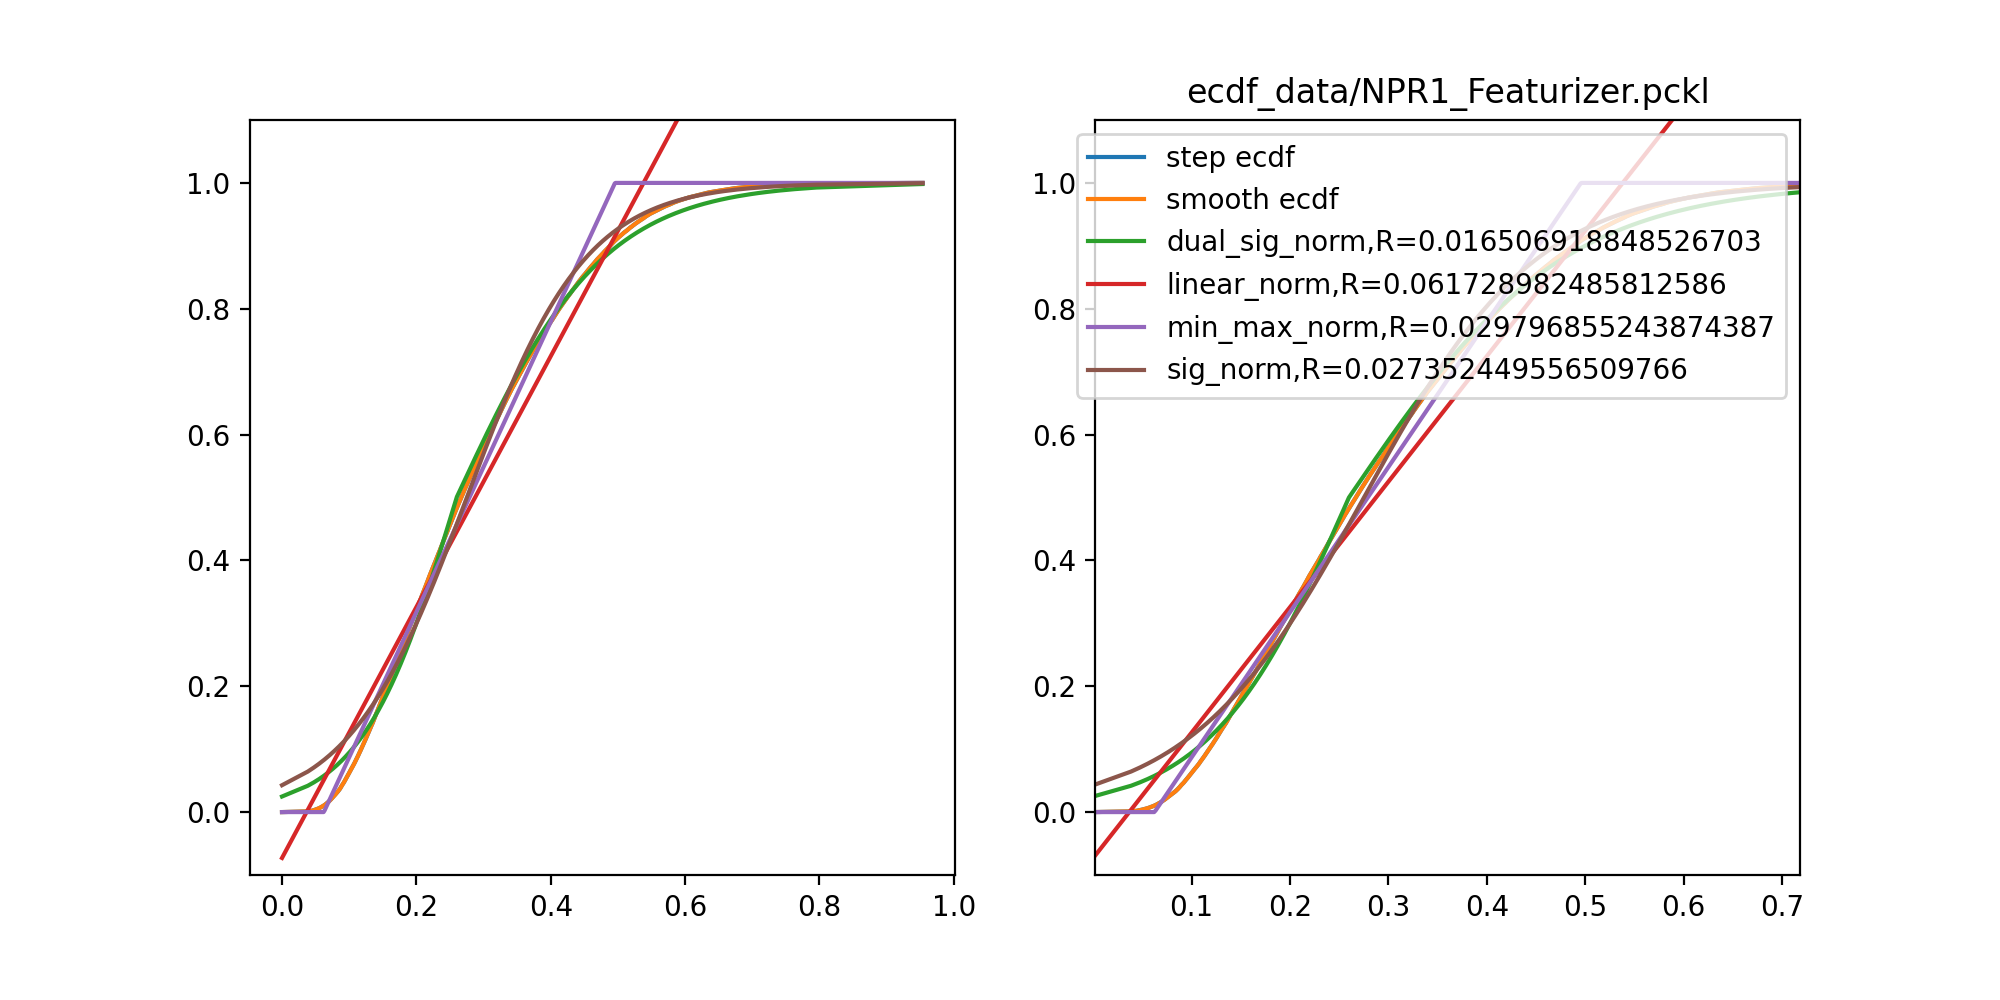 ecdf_data/NPR1_Featurizer.pckl
1.0
0.8
0.6
0.4
0.2
0.0
0.0 0.2 0.4 0.6 0.8 1.0
1.0
0.8
0.6
0.4
0.2
0.0
0.1 0.2 0.3 0.4 0.5 0.6 0.7
step ecdf
smooth ecdf
dual_sig_norm,R=0.016506918848526703
linear_norm,R=0.061728982485812586
min_max_norm,R=0.029796855243874387
sig_norm,R=0.027352449556509766